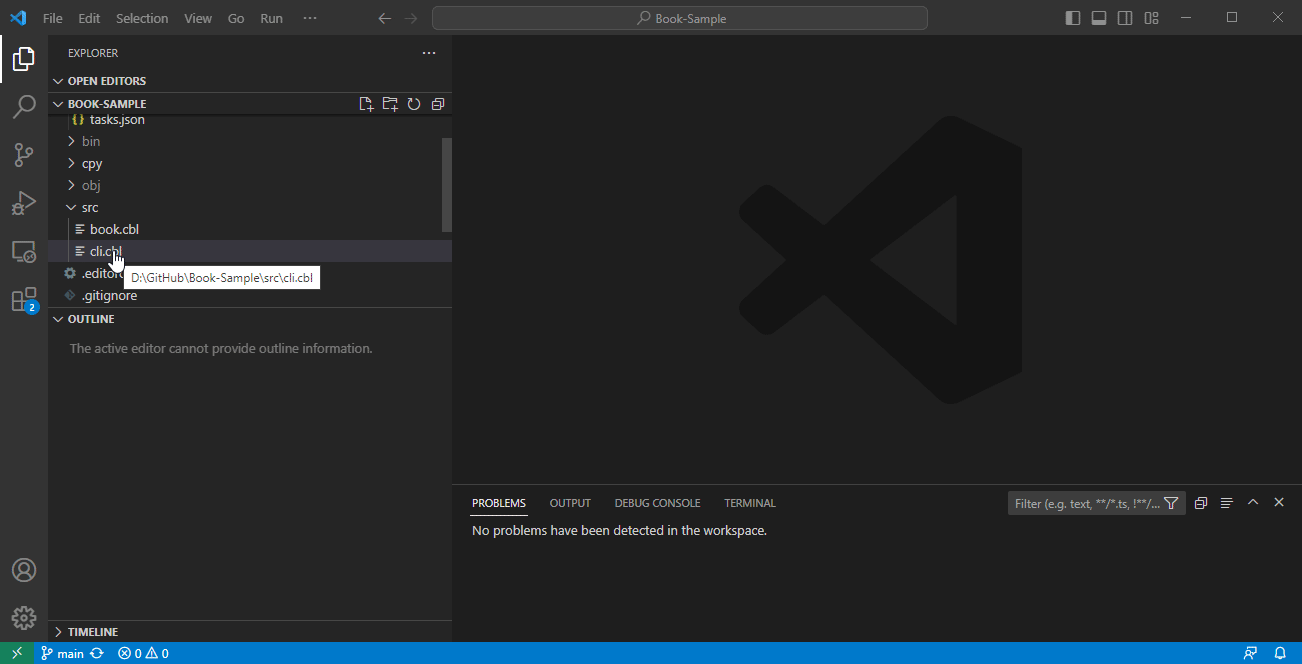 File Edit Selection View Go Run ···
Book-Sample
EXPLORER
OPEN EDITORS
BOOK-SAMPLE
{} tasks.json
bin
cpy
obj
src
book.cbl
cli.cbl
.editor
D:\GitHub\Book-Sample\src\cli.cbl
.gitignore
2
OUTLINE
The active editor cannot provide outline information.
PROBLEMS OUTPUT DEBUG CONSOLE TERMINAL
Filter (e.g. text, **/*.ts, !**/...
No problems have been detected in the workspace.
TIMELINE
main 0 0